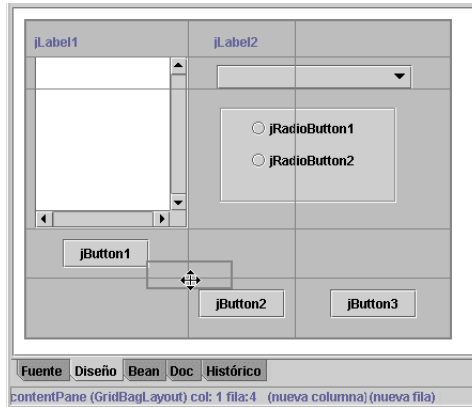 jLabel1 jLabel2
jRadioButton1
jRadioButton2
jButton1
jButton2 jButton3
Fuente Diseño Bean Doc Histórico
contentPane (GridBagLayout) col: 1 fila:4 (nueva columna) (nueva fila)